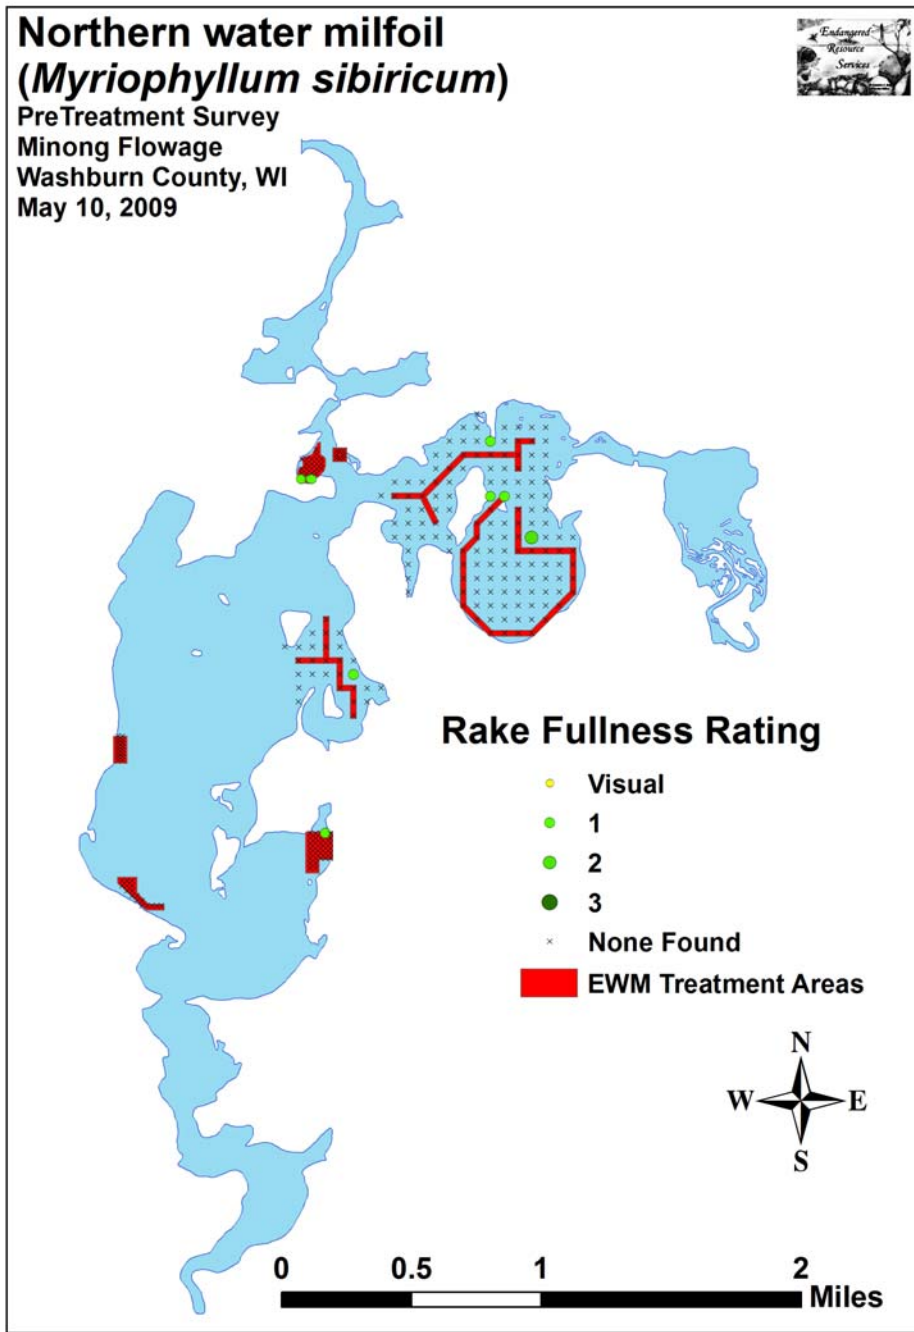 Northern water milfoil
(Myriophyllum sibiricum)
PreTreatment Survey
Minong Flowage
Washburn County, WI
May 10, 2009
Endangered
Resource
Services
Rake Fullness Rating
Visual
1
2
3
None Found
EWM Treatment Areas
N
W E
S
0 0.5 1 2
Miles